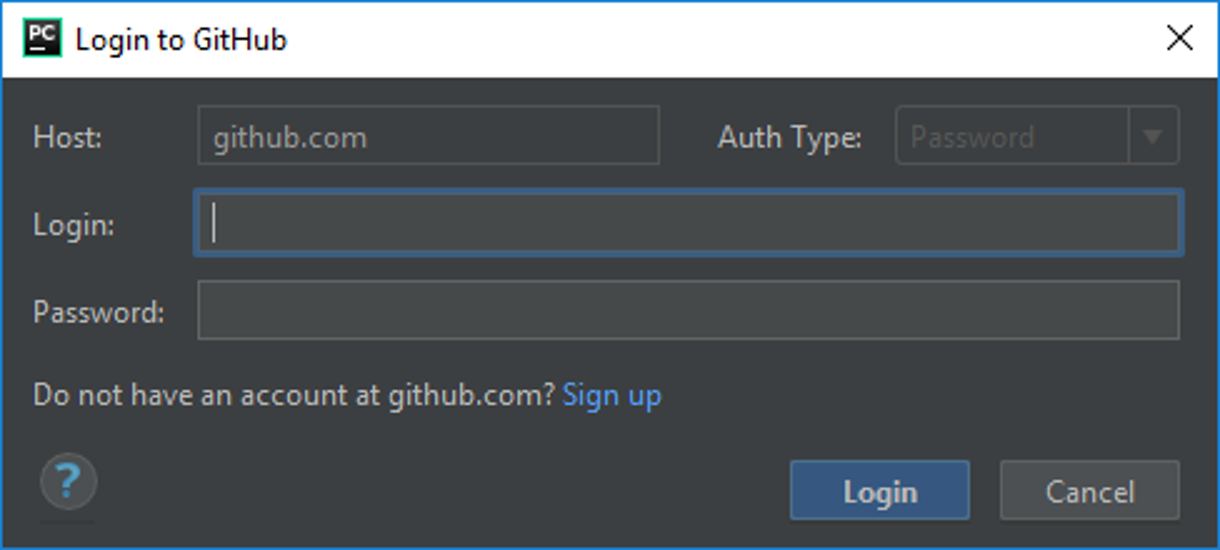 PC Login to GitHub
Host: github.com Auth Type: Password
Login:
Password:
Do not have an account at github.com? Sign up
? Login Cancel